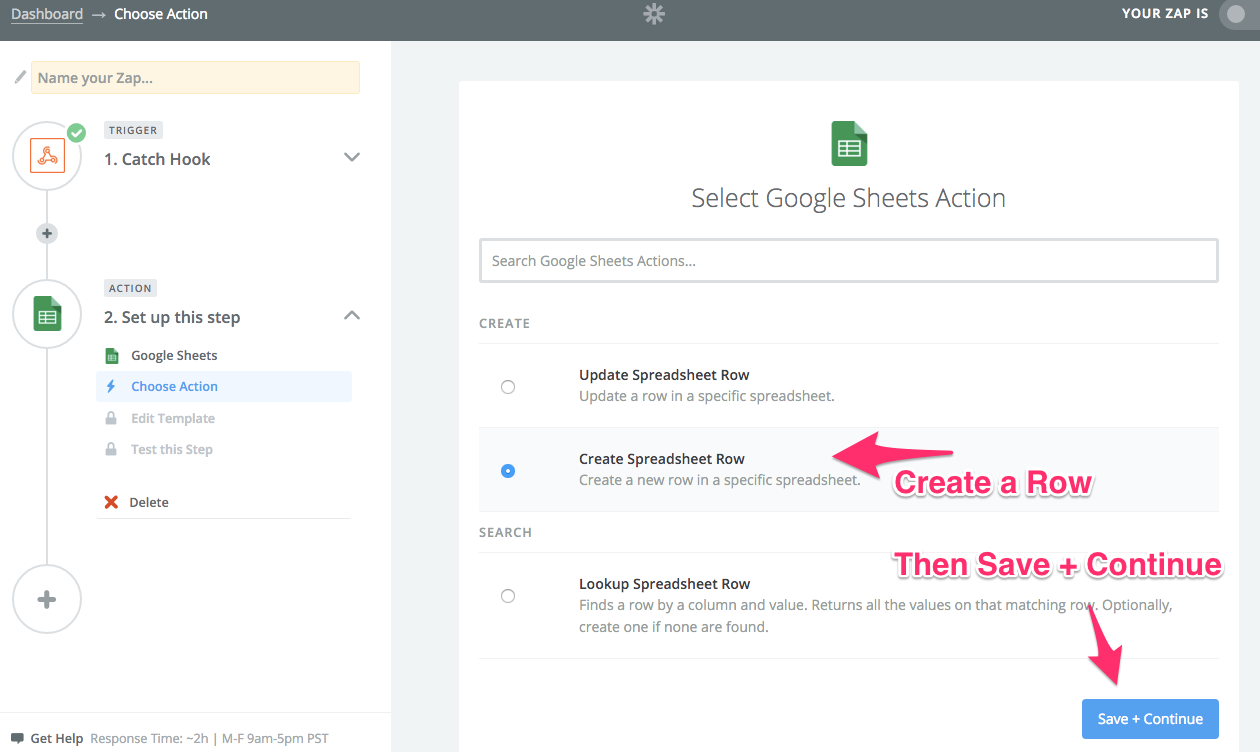 Dashboard → Choose Action
YOUR ZAP IS
Name your Zap...
TRIGGER
1. Catch Hook
ACTION
2. Set up this step
Google Sheets
Choose Action
Edit Template
Test this Step
Delete
Get Help Response Time: ~2h | M-F 9am-5pm PST
Select Google Sheets Action
Search Google Sheets Actions...
CREATE
Update Spreadsheet Row
Update a row in a specific spreadsheet.
Create Spreadsheet Row
Create a new row in a specific spreadsheet.
Create a Row
SEARCH
Then Save + Continue
Lookup Spreadsheet Row
Finds a row by a column and value. Returns all the values on that matching row. Optionally,
create one if none are found.
Save + Continue